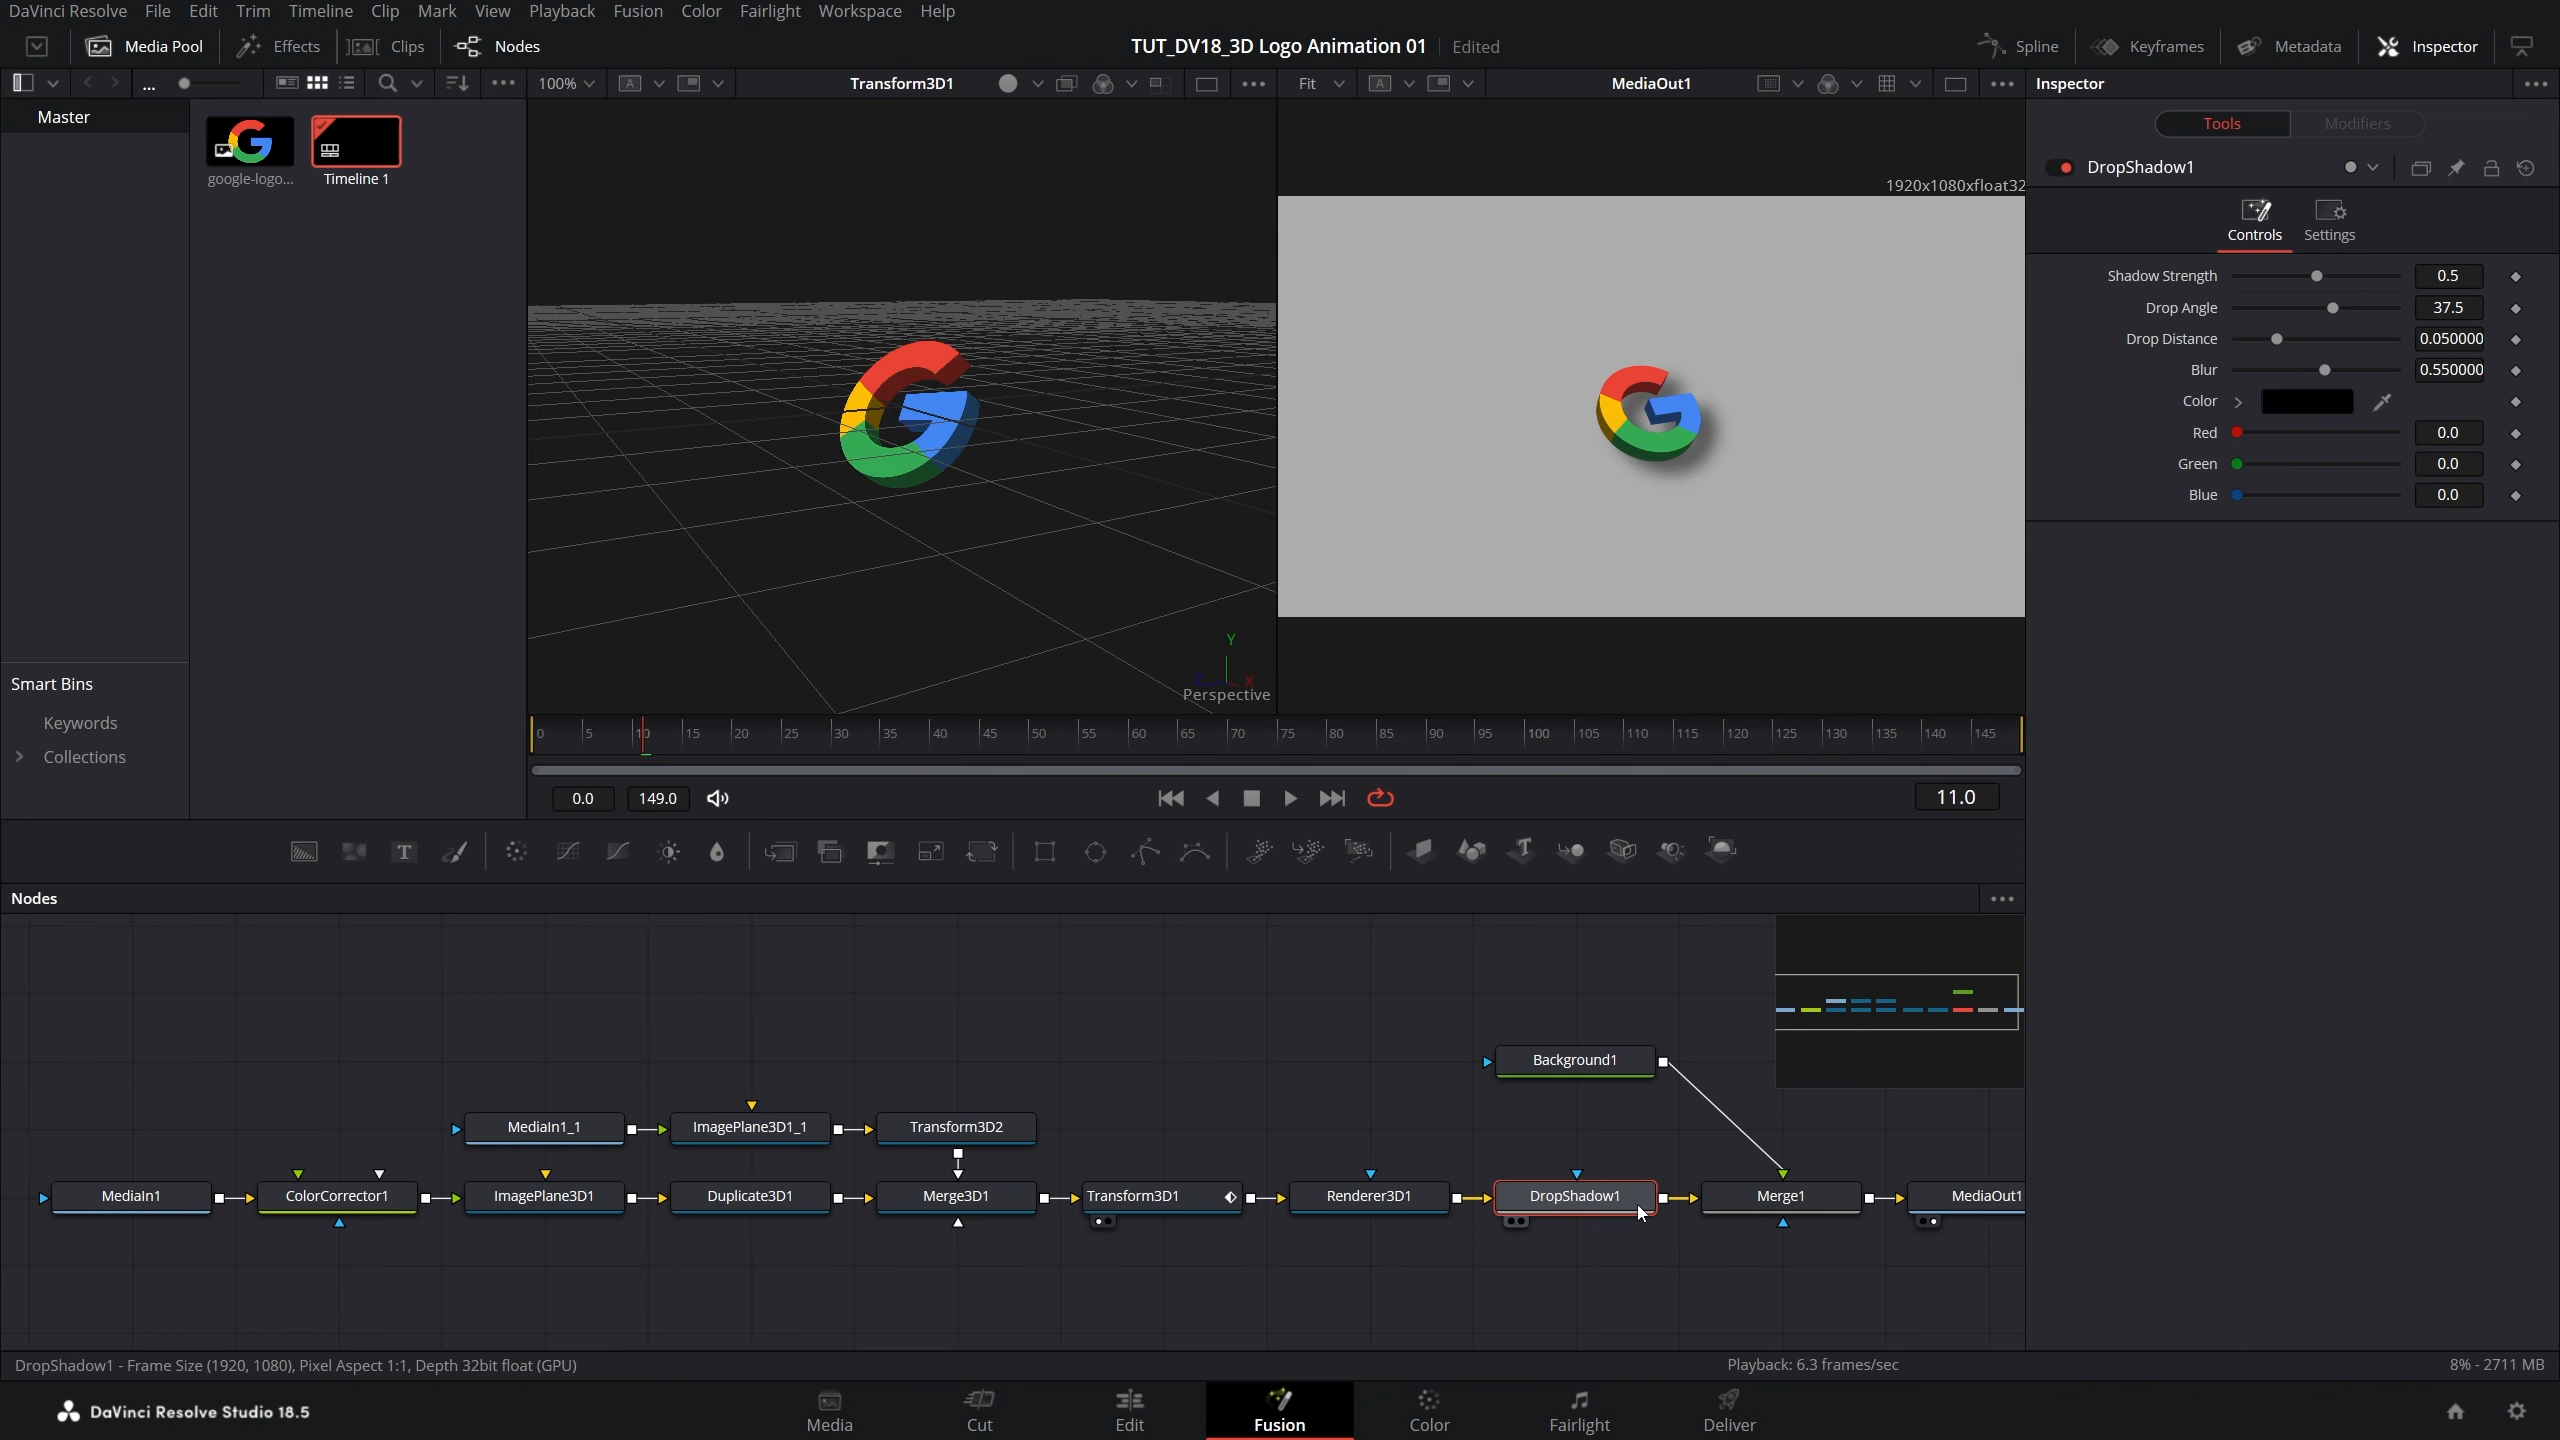 DaVinci Resolve File Edit Trim Timeline Clip Mark View Playback Fusion Color Fairlight Workspace Help
Media Pool Effects Clips Nodes TUT_DV18_3D Logo Animation 01 Edited Spline Keyframes Metadata Inspector
... 100% A Transform3D1 Fit A MediaOut1 Inspector
Master
google-logo...
Timeline 1
Smart Bins
Keywords
Collections
Y
X
Perspective
1920x1080xfloat32
Tools Modifiers
DropShadow1
Controls Settings
Shadow Strength 0.5
Drop Angle 37.5
Drop Distance 0.050000
Blur 0.550000
Color
Red 0.0
Green 0.0
Blue 0.0
0 5 10 15 20 25 30 35 40 45 50 55 60 65 70 75 80 85 90 95 100 105 110 115 120 125 130 135 140 145
0.0 149.0 11.0
T T
Nodes
Background1
MediaIn1_1 ImagePlane3D1_1 Transform3D2
MediaIn1 ColorCorrector1 ImagePlane3D1 Duplicate3D1 Merge3D1 Transform3D1 Renderer3D1 DropShadow1 Merge1 MediaOut1
DropShadow1 - Frame Size (1920, 1080), Pixel Aspect 1:1, Depth 32bit float (GPU) Playback: 6.3 frames/sec 8% - 2711 MB
DaVinci Resolve Studio 18.5 Media Cut Edit Fusion Color Fairlight Deliver